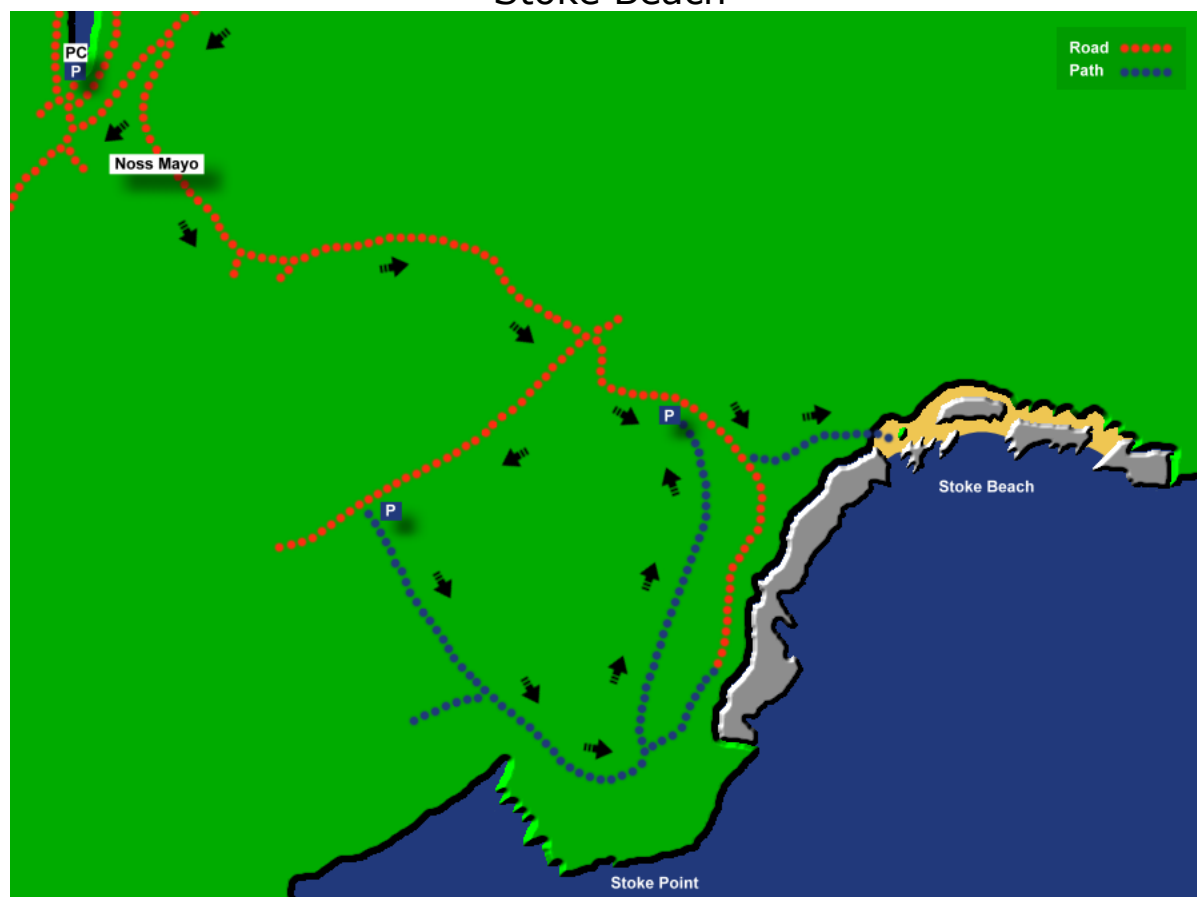 Stoke Beach
PC
P
Road
Path
Noss Mayo
P
P
Stoke Beach
Stoke Point